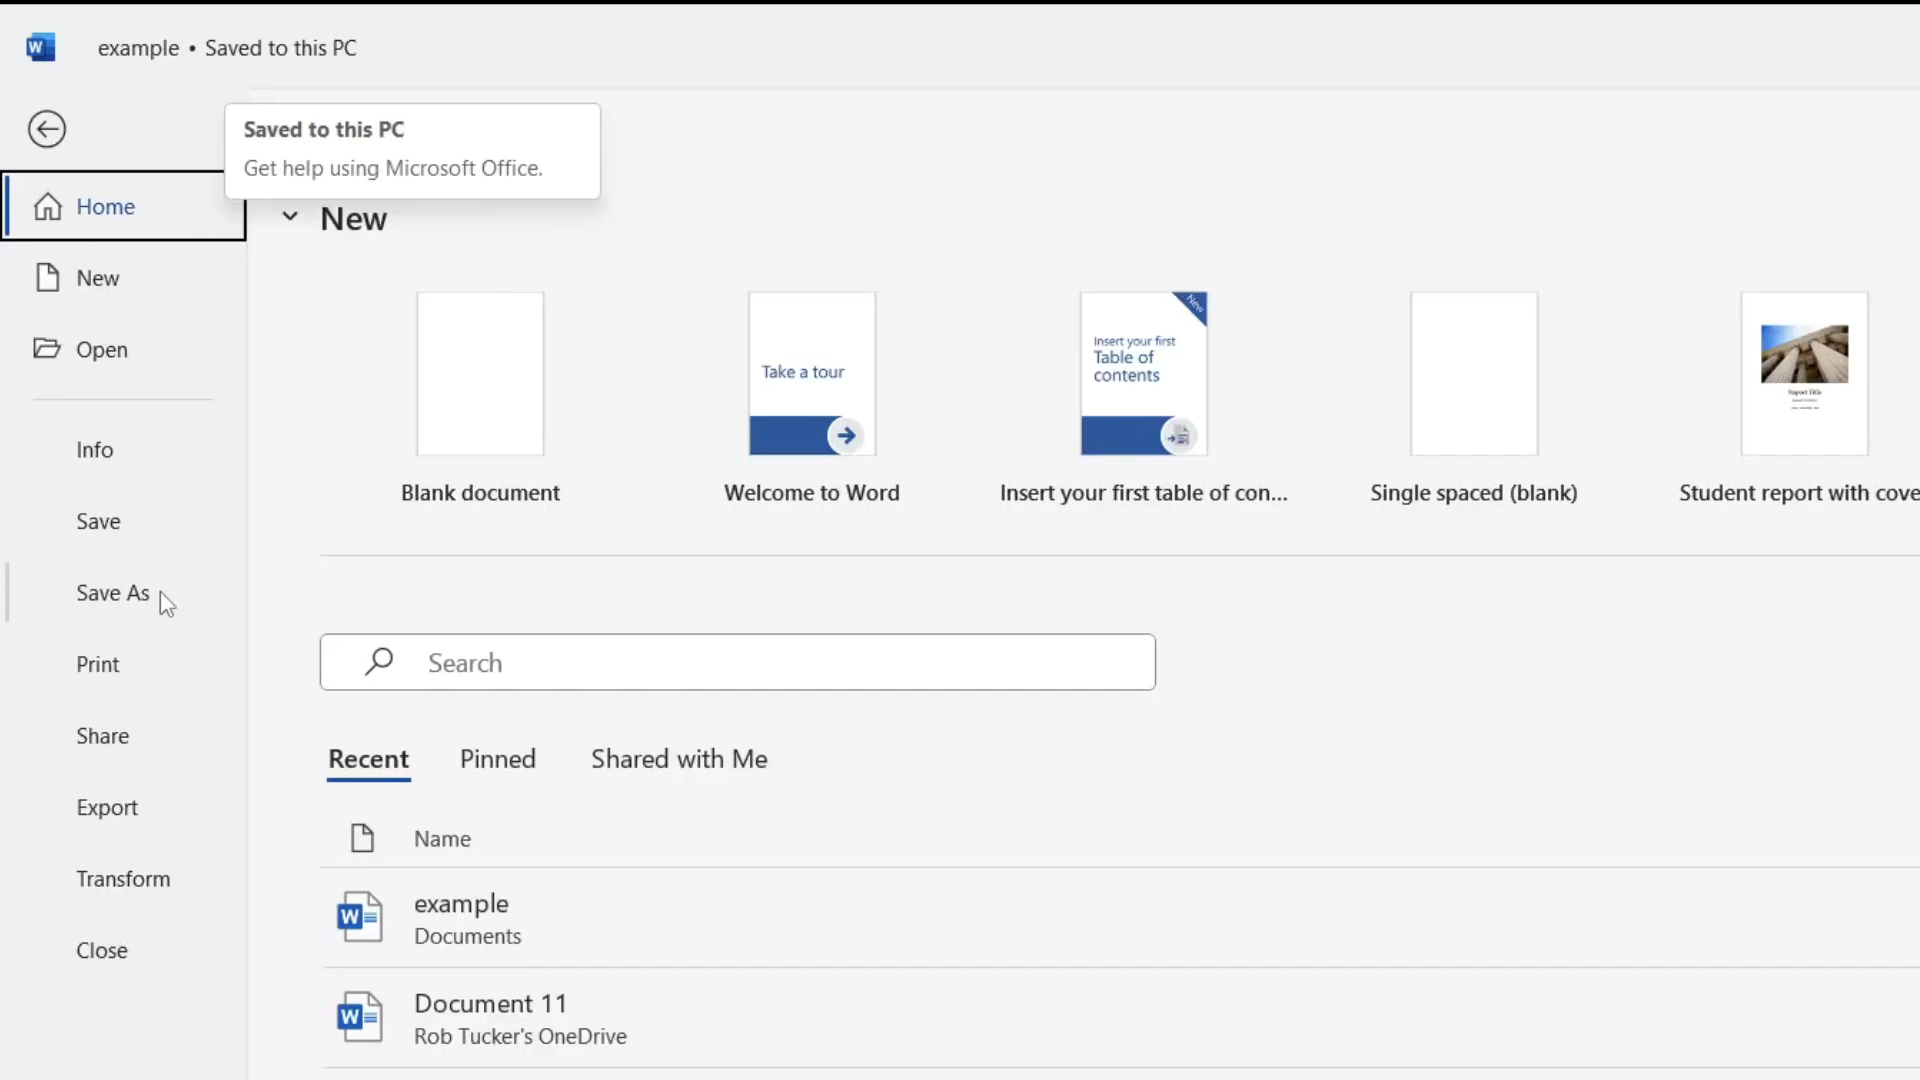 W example • Saved to this PC
Saved to this PC
Get help using Microsoft Office.
Home
New
Open
Info
Save
Save As
Print
Share
Export
Transform
Close
New
Take a tour
New
Insert your first
Table of
contents
Report Title
Blank document
Welcome to Word
Insert your first table of con...
Single spaced (blank)
Student report with cove
Search
Recent Pinned Shared with Me
Name
W example
Documents
W Document 11
Rob Tucker's OneDrive